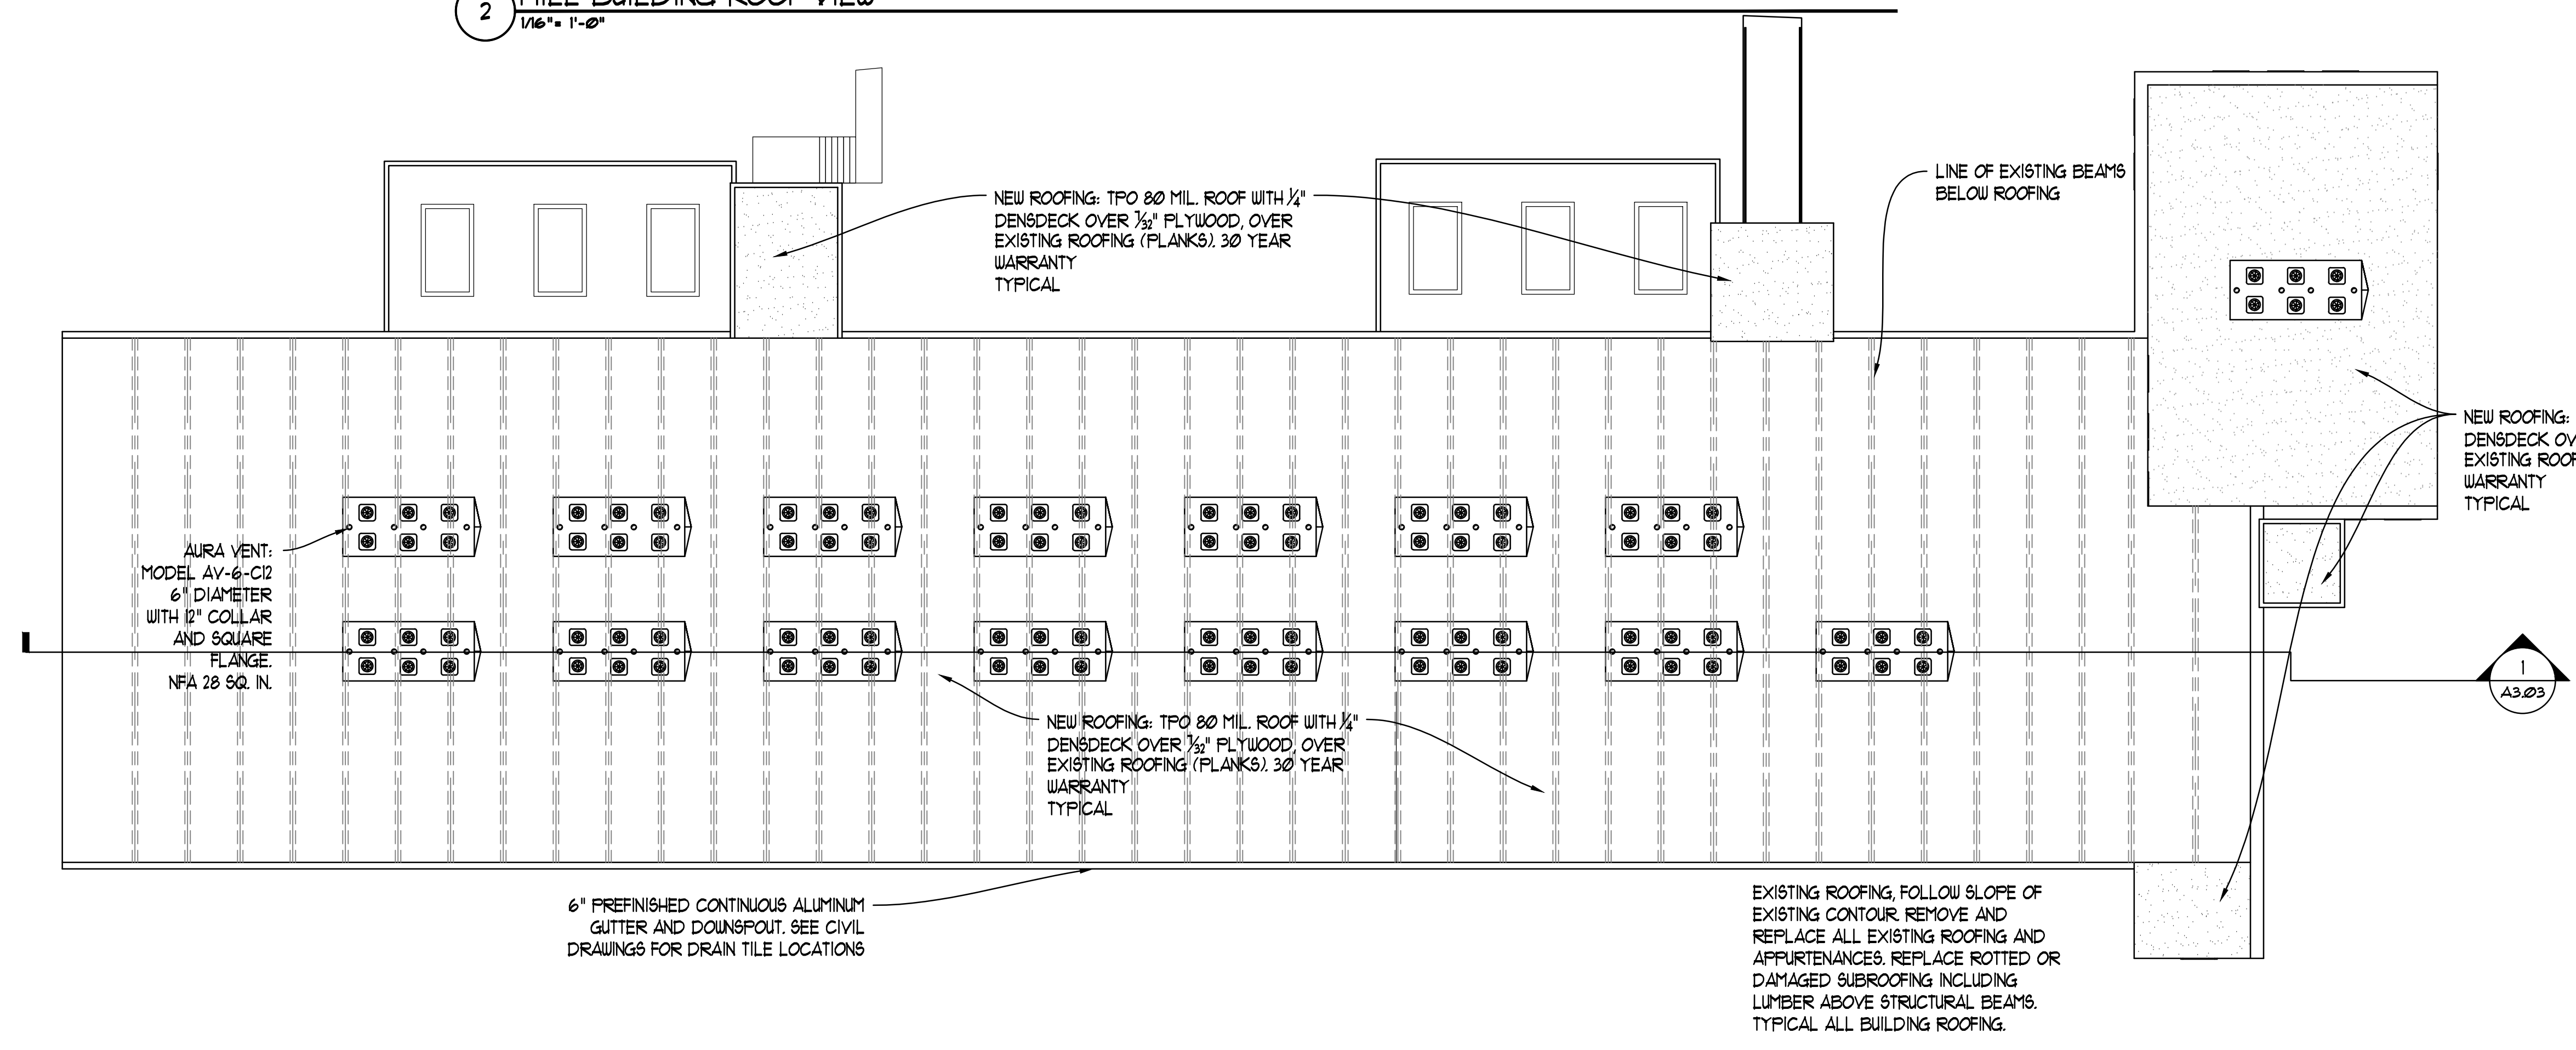 2
MILL BUILDING ROOF VIEW
1/16" = 1'-0"
NEW ROOFING: TPO 80 MIL. ROOF WITH 1/4"
DENSDECK OVER 7/32" PLYWOOD, OVER
EXISTING ROOFING (PLANKS). 30 YEAR
WARRANTY
TYPICAL
LINE OF EXISTING BEAMS
BELOW ROOFING
NEW ROOFING:
DENSDECK OV
EXISTING ROOF
WARRANTY
TYPICAL
AURA VENT:
MODEL AV-6-C12
6" DIAMETER
WITH 12" COLLAR
AND SQUARE
FLANGE.
NFA 28 SQ. IN.
1
A3.03
NEW ROOFING: TPO 80 MIL. ROOF WITH 1/4"
DENSDECK OVER 7/32" PLYWOOD, OVER
EXISTING ROOFING (PLANKS). 30 YEAR
WARRANTY
TYPICAL
6" PREFINISHED CONTINUOUS ALUMINUM
GUTTER AND DOWNSPOUT. SEE CIVIL
DRAWINGS FOR DRAIN TILE LOCATIONS
EXISTING ROOFING, FOLLOW SLOPE OF
EXISTING CONTOUR. REMOVE AND
REPLACE ALL EXISTING ROOFING AND
APPURTENANCES. REPLACE ROTTED OR
DAMAGED SUBROOFING INCLUDING
LUMBER ABOVE STRUCTURAL BEAMS.
TYPICAL ALL BUILDING ROOFING.